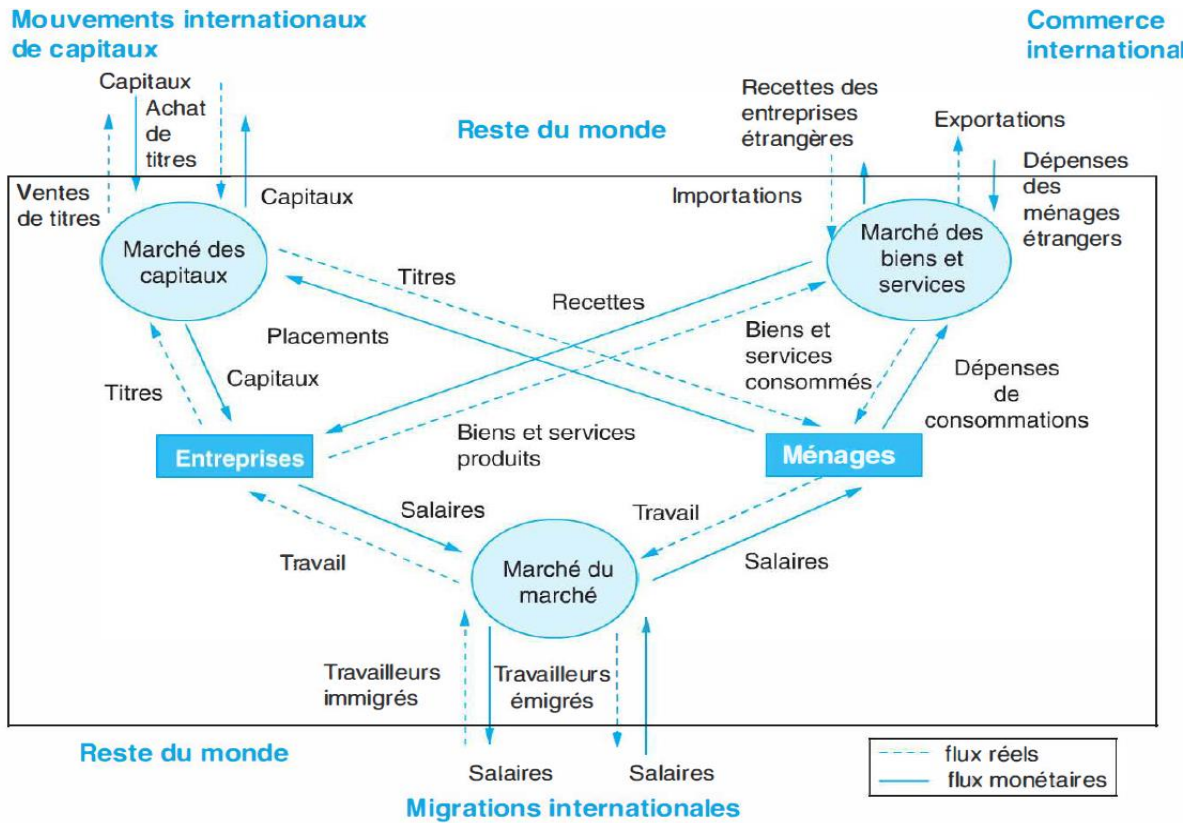 Mouvements internationaux
de capitaux
Commerce
international
Capitaux
Achat
de
titres
Reste du monde
Recettes des
entreprises
étrangères
Exportations
Dépenses
des
ménages
étrangers
Ventes
de titres
Capitaux
Importations
Marché des
capitaux
Marché des
biens et
services
Titres
Recettes
Placements
Biens et
services
consommés
Titres
Capitaux
Dépenses
de
consommations
Entreprises
Biens et services
produits
Ménages
Salaires
Travail
Travail
Marché du
marché
Salaires
Travailleurs
immigrés
Travailleurs
émigrés
Reste du monde
Salaires
Salaires
flux réels
flux monétaires
Migrations internationales